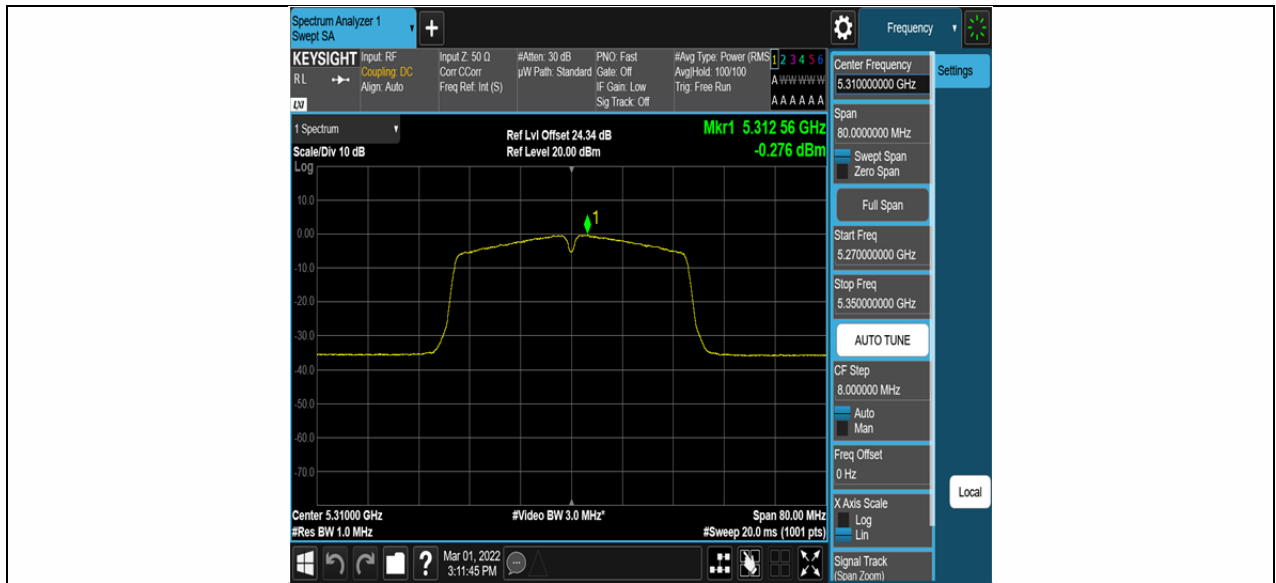 Spectrum Analyzer 1
Swept SA
+
Frequency
KEYSIGHT
RL
LXI
Input: RF
Coupling: DC
Align: Auto
Input Z: 50 Ω
Corr CCorr
Freq Ref: Int (S)
#Atten: 30 dB
µW Path: Standard
PNO: Fast
Gate: Off
IF Gain: Low
Sig Track: Off
#Avg Type: Power (RMS
Avg|Hold: 100/100
Trig: Free Run
1 2 3 4 5 6
A W W W W W
A A A A A A
1 Spectrum
Scale/Div 10 dB
Log
Ref Lvl Offset 24.34 dB
Ref Level 20.00 dBm
Mkr1 5.312 56 GHz
-0.276 dBm
10.0
0.00
-10.0
-20.0
-30.0
-40.0
-50.0
-60.0
-70.0
1
Center 5.31000 GHz
#Res BW 1.0 MHz
#Video BW 3.0 MHz*
Span 80.00 MHz
#Sweep 20.0 ms (1001 pts)
?
Mar 01, 2022
3:11:45 PM
Center Frequency
5.310000000 GHz
Span
80.0000000 MHz
Swept Span
Zero Span
Full Span
Start Freq
5.270000000 GHz
Stop Freq
5.350000000 GHz
AUTO TUNE
CF Step
8.000000 MHz
Auto
Man
Freq Offset
0 Hz
X Axis Scale
Log
Lin
Signal Track
(Span Zoom)
Settings
Local